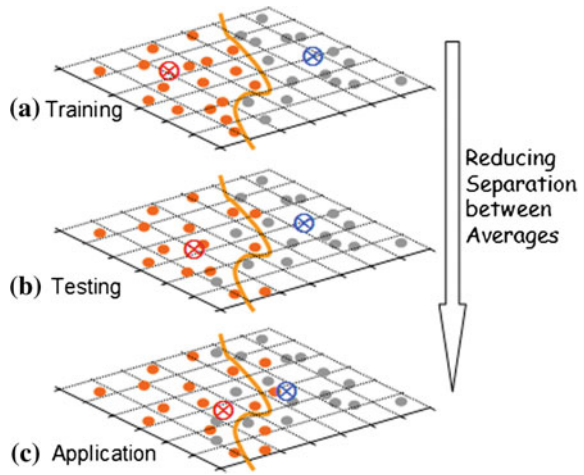 (a) Training
Reducing
Separation
between
Averages
(b) Testing
(c) Application